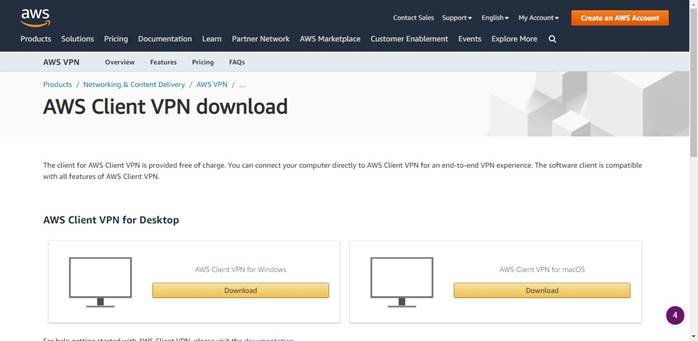 aws
Contact Sales Support English My Account Create an AWS Account
Products Solutions Pricing Documentation Learn Partner Network AWS Marketplace Customer Enablement Events Explore More
AWS VPN Overview Features Pricing FAQs
Products / Networking & Content Delivery / AWS VPN / ...
AWS Client VPN download
The client for AWS Client VPN is provided free of charge. You can connect your computer directly to AWS Client VPN for an end-to-end VPN experience. The software client is compatible
with all features of AWS Client VPN.
AWS Client VPN for Desktop
AWS Client VPN for Windows
Download
AWS Client VPN for macOS
Download
4
For help getting started with AWS Client VPN, please visit the documentation.